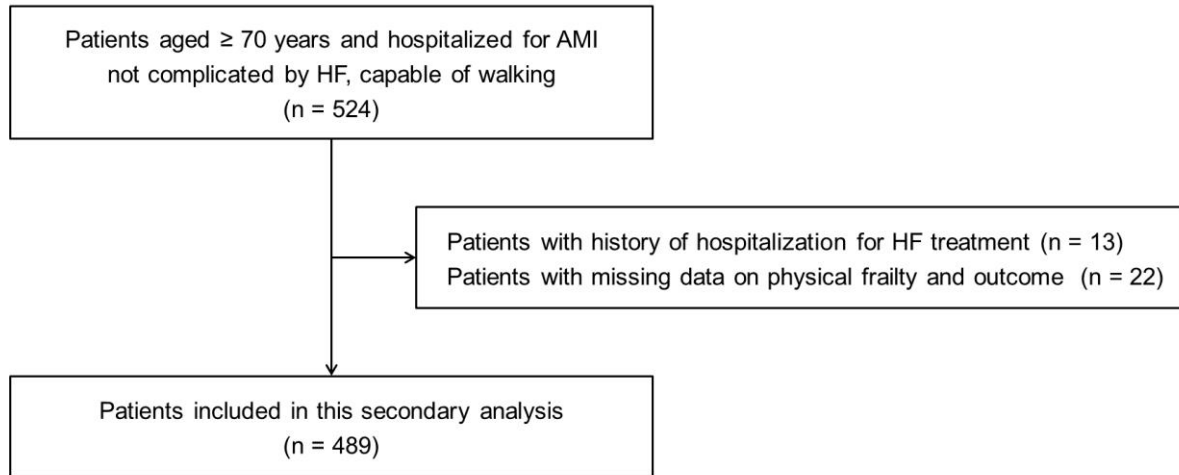 Patients aged ≥ 70 years and hospitalized for AMI
not complicated by HF, capable of walking
(n = 524)
Patients with history of hospitalization for HF treatment (n = 13)
Patients with missing data on physical frailty and outcome (n = 22)
Patients included in this secondary analysis
(n = 489)